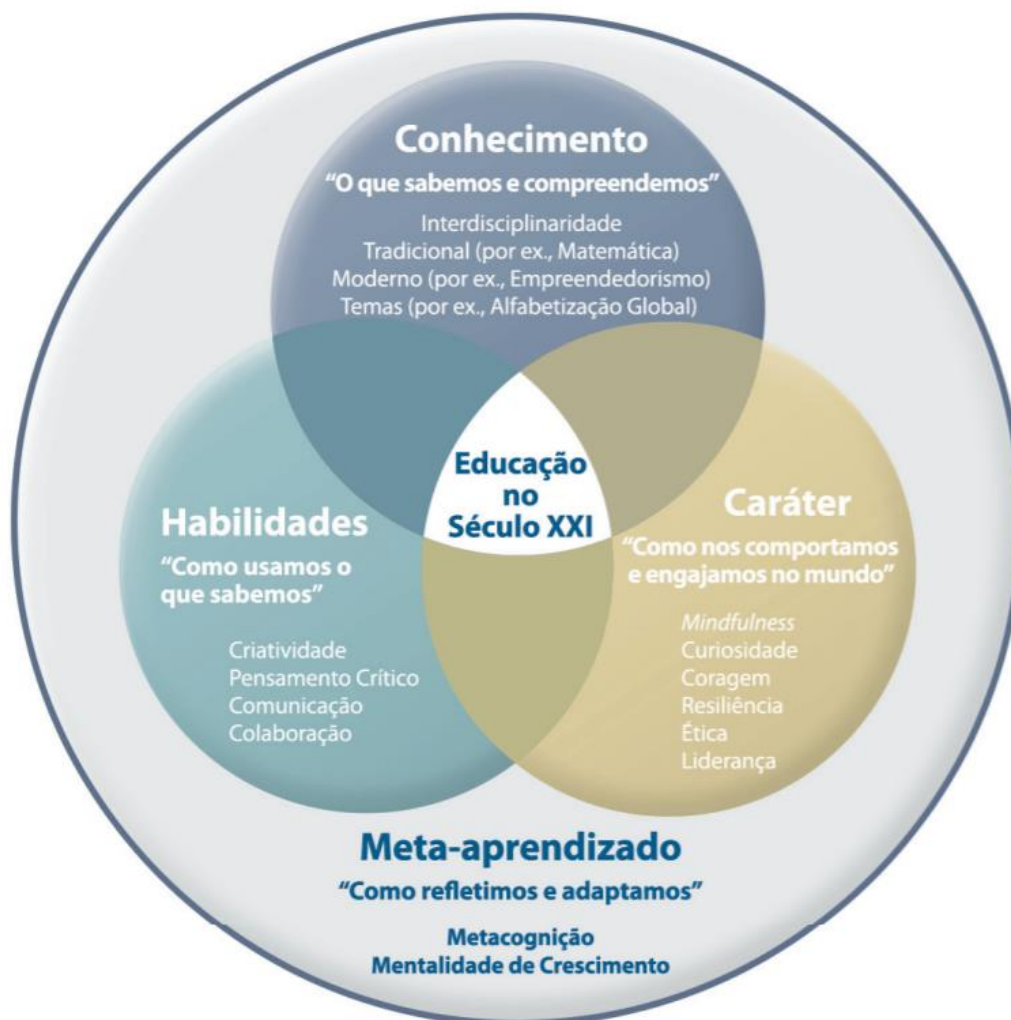 Conhecimento
“O que sabemos e compreendemos”
Interdisciplinaridade
Tradicional (por ex., Matemática)
Moderno (por ex., Empreendedorismo)
Temas (por ex., Alfabetização Global)
Educação
no
Século XXI
Habilidades
“Como usamos o
que sabemos”
Criatividade
Pensamento Crítico
Comunicação
Colaboração
Caráter
“Como nos comportamos
e engajamos no mundo”
Mindfulness
Curiosidade
Coragem
Resiliência
Ética
Liderança
Meta-aprendizado
“Como refletimos e adaptamos”
Metacognição
Mentalidade de Crescimento